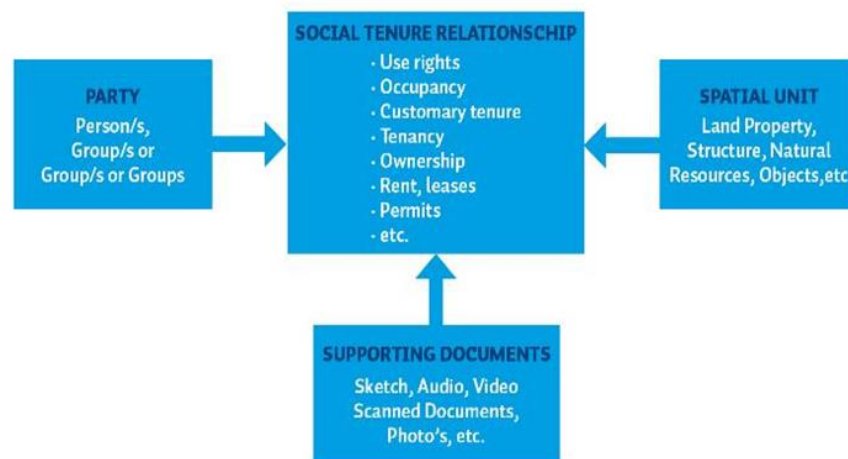 SOCIAL TENURE RELATIONSCHIP
· Use rights
· Occupancy
· Customary tenure
· Tenancy
· Ownership
· Rent, leases
· Permits
· etc.
PARTY
Person/s,
Group/s or
Group/s or Groups
SPATIAL UNIT
Land Property,
Structure, Natural
Resources, Objects,etc
SUPPORTING DOCUMENTS
Sketch, Audio, Video
Scanned Documents,
Photo's, etc.